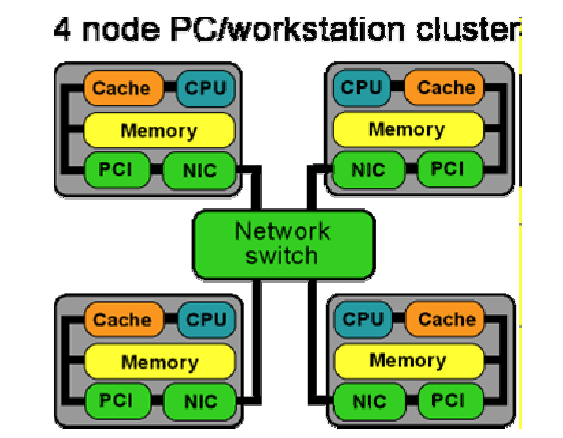 4 node PC/workstation cluster
Cache CPU
Memory
PCI NIC
CPU Cache
Memory
NIC PCI
Network
switch
Cache CPU
Memory
PCI NIC
CPU Cache
Memory
NIC PCI